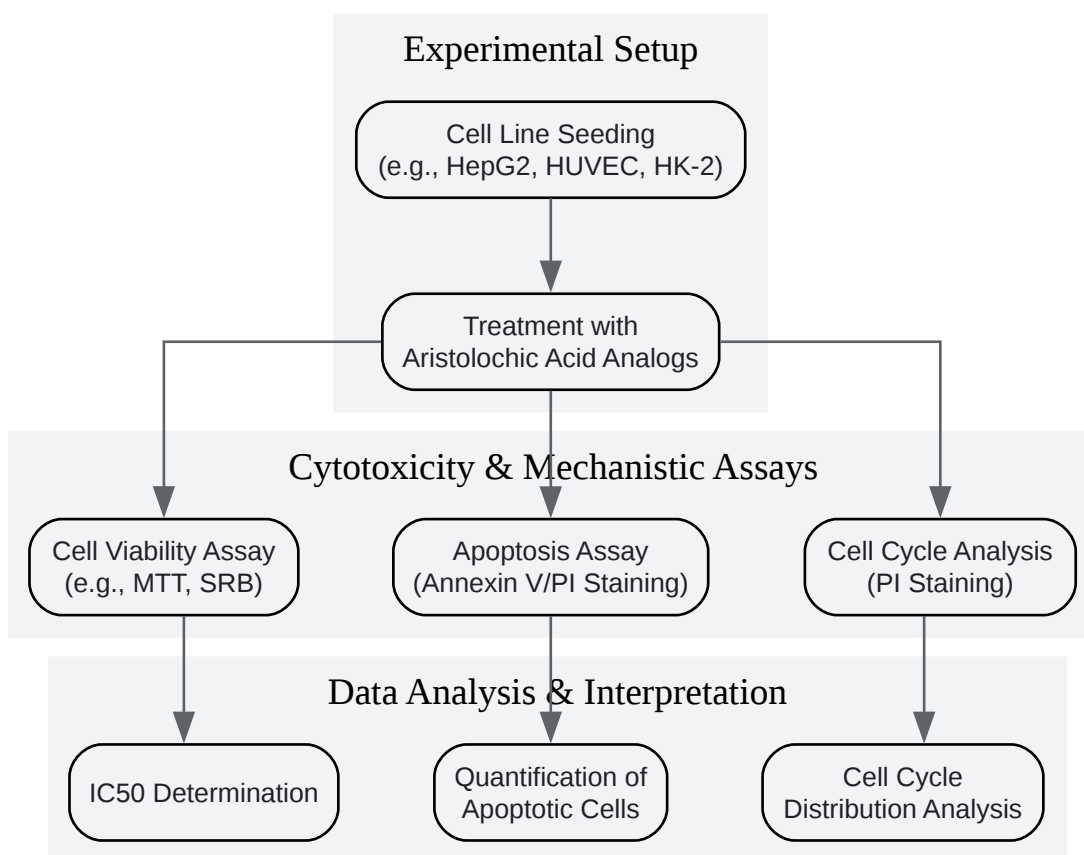 Experimental Setup
Cell Line Seeding
(e.g., HepG2, HUVEC, HK-2)
Treatment with
Aristolochic Acid Analogs
Cytotoxicity & Mechanistic Assays
Cell Viability Assay
(e.g., MTT, SRB)
Apoptosis Assay
(Annexin V/PI Staining)
Cell Cycle Analysis
(PI Staining)
Data Analysis & Interpretation
IC50 Determination
Quantification of
Apoptotic Cells
Cell Cycle
Distribution Analysis